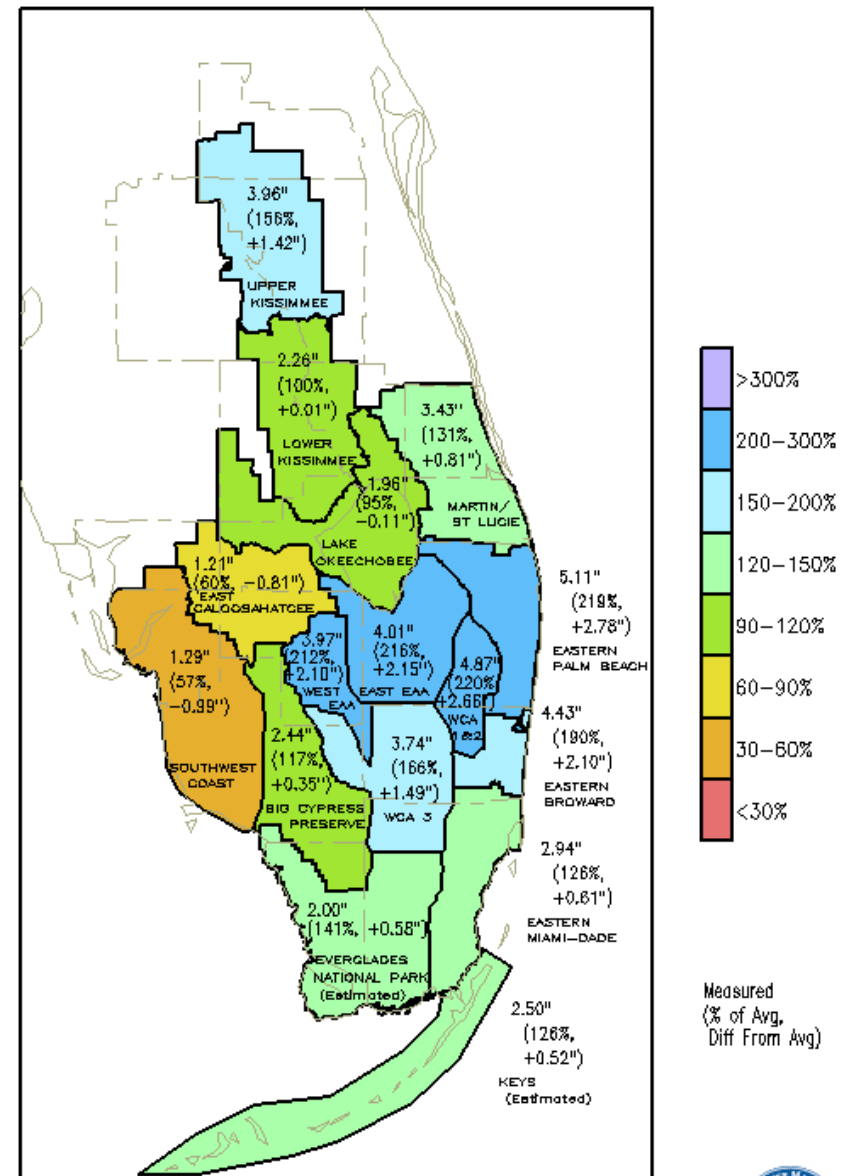 3.96"
(156%,
+1.42")
UPPER
KISSIMMEE
2.26"
(100%,
+0.01")
LOWER
KISSIMMEE
3.43"
(131%,
+0.81")
MARTIN/
ST LUCIE
1.96"
(95%,
-0.11")
LAKE
OKEECHOBEE
1.21"
(60%, -0.81")
EAST
CALOOSAHATCEE
1.29"
(57%,
-0.99")
SOUTHWEST
COAST
3.97"
(212%,
+2.10")
WEST
EAA
4.01"
(216%,
+2.15")
EAST EAA
4.87"
(220%
+2.66")
WCA
1&2
5.11"
(219%,
+2.78")
EASTERN
PALM BEACH
2.44"
(117%,
+0.35")
BIG CYPRESS
PRESERVE
3.74"
(166%,
+1.49")
WCA 3
4.43"
(190%,
+2.10")
EASTERN
BROWARD
2.94"
(126%,
+0.61")
EASTERN
MIAMI-DADE
2.00"
(141%, +0.58")
EVERGLADES
NATIONAL PARK
(Estimated)
2.50"
(126%,
+0.52")
KEYS
(Estimated)
>300%
200-300%
150-200%
120-150%
90-120%
60-90%
30-60%
<30%
Measured
(% of Avg,
Diff From Avg)